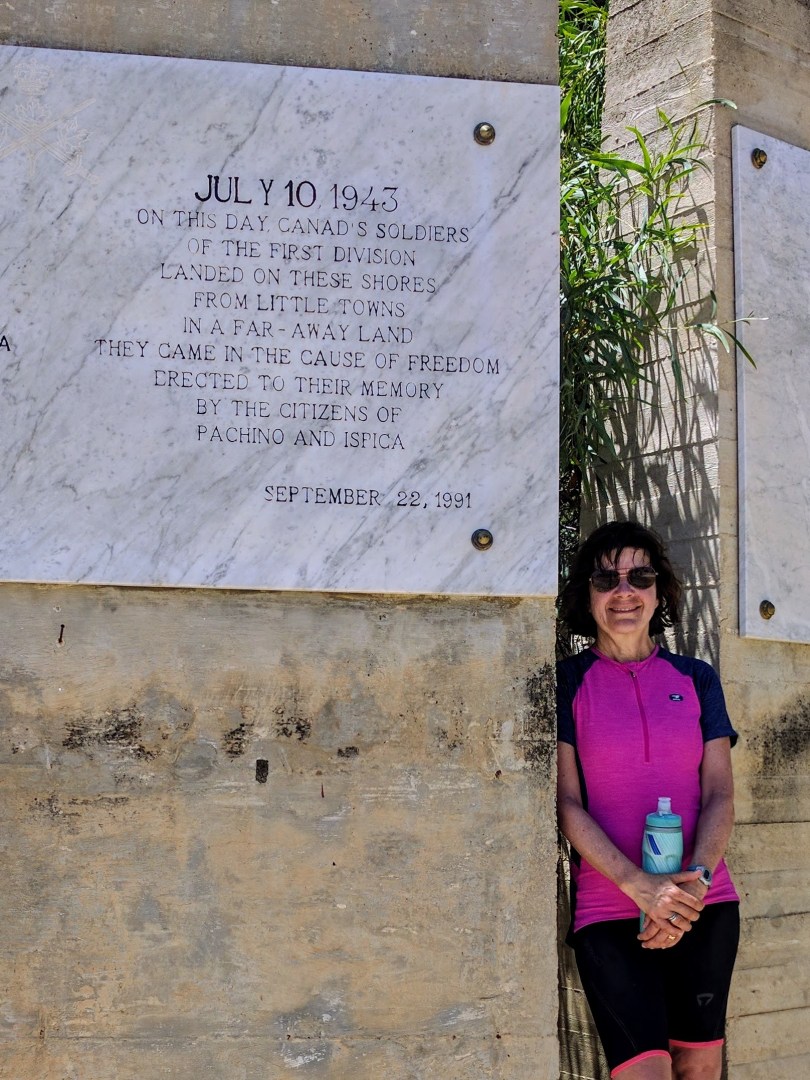 JULY 10 1943
ON THIS DAY, CANAD'S SOLDIERS
OF THE FIRST DIVISION
LANDED ON THESE SHORES
FROM LITTLE TOWNS
IN A FAR-AWAY LAND
THEY CAME IN THE CAUSE OF FREEDOM
ERECTED TO THEIR MEMORY
BY THE CITIZENS OF
PACHINO AND ISPICA
SEPTEMBER 22, 1991
A